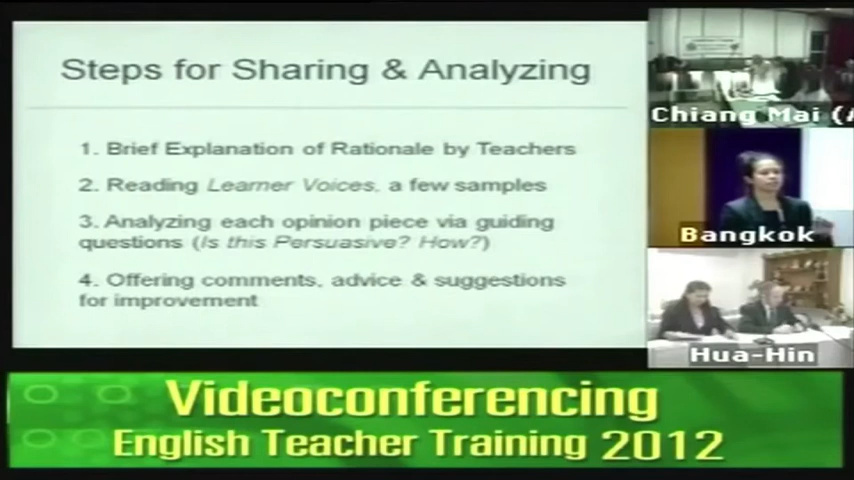 Steps for Sharing & Analyzing
1. Brief Explanation of Rationale by Teachers
2. Reading Learner Voices, a few samples
3. Analyzing each opinion piece via guiding
questions (Is this Persuasive? How?)
4. Offering comments, advice & suggestions
for improvement
Chiang Mai (A
Bangkok
Hua-Hin
Videoconferencing
English Teacher Training 2012